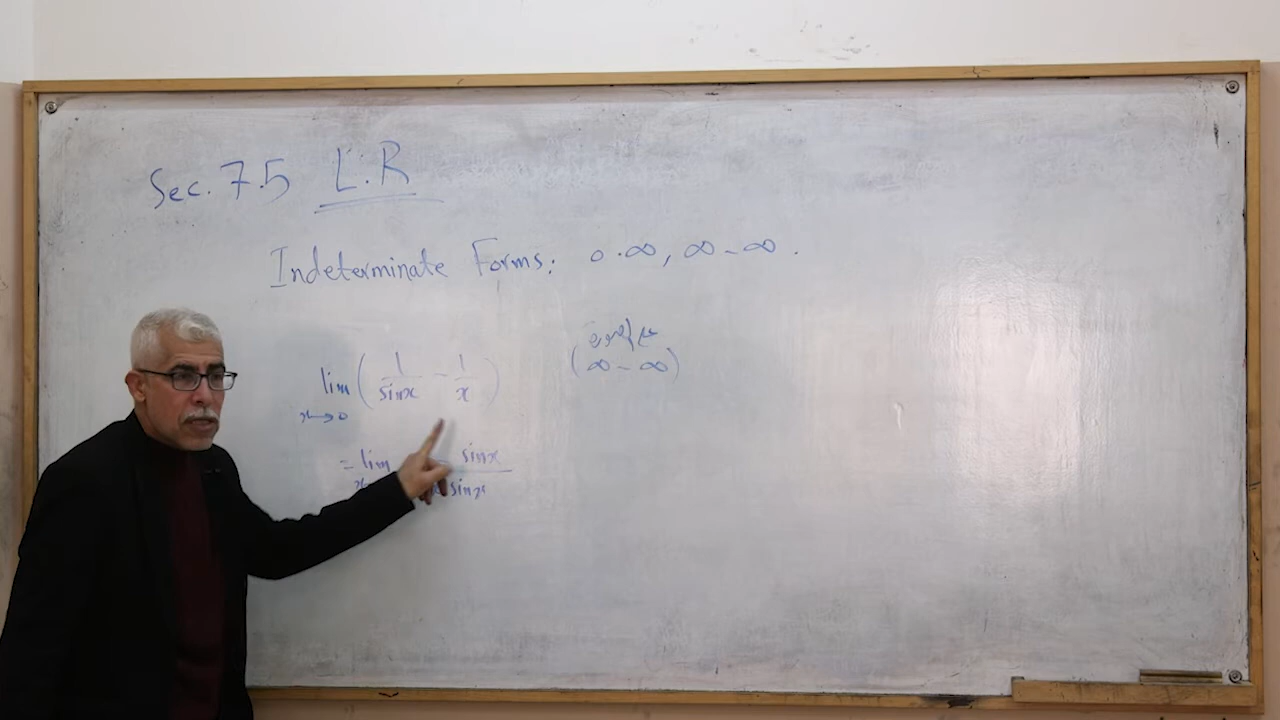 Sec. 7.5 L.R
Indeterminate Forms: 0·∞, ∞-∞.
lim x→0 (1/sinx - 1/x) (∞-∞)
= lim - sinx / sinx